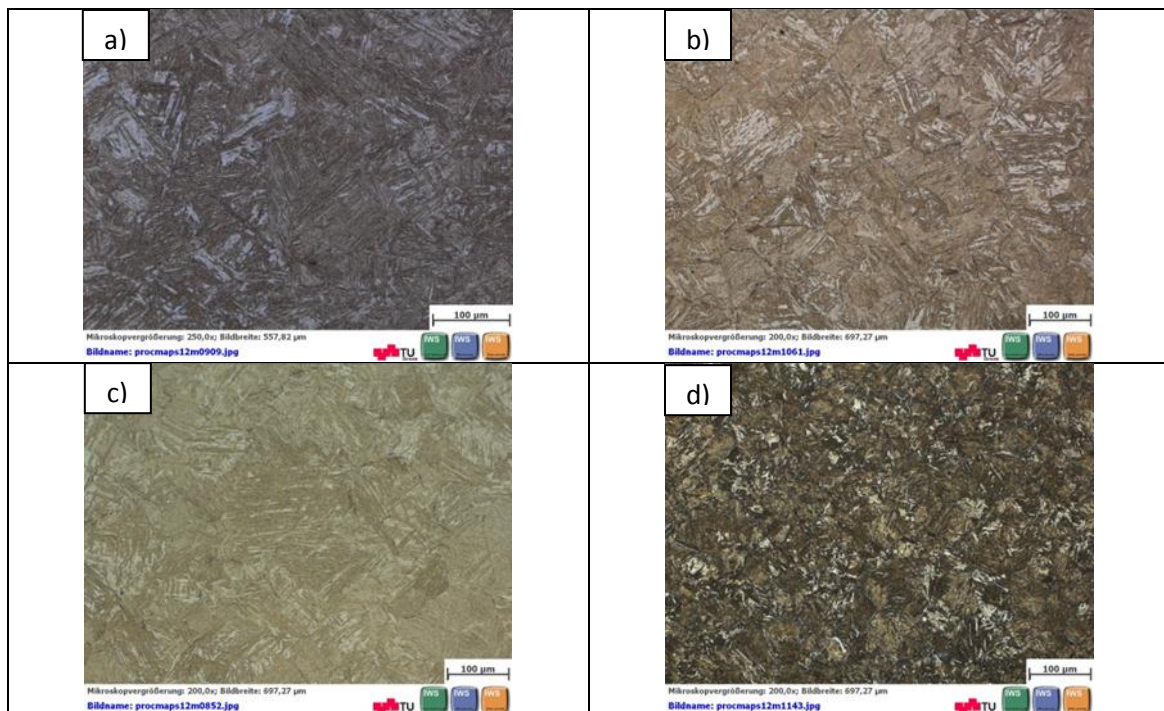 a)
100 µm
Mikroskopvergrößerung: 250,0x; Bildbreite: 557,82 µm
Bildname: procmaps12m0909.jpg
TU
IWS IWS IWS
b)
100 µm
Mikroskopvergrößerung: 200,0x; Bildbreite: 697,27 µm
Bildname: procmaps12m1061.jpg
TU
IWS IWS IWS
c)
100 µm
Mikroskopvergrößerung: 200,0x; Bildbreite: 697,27 µm
Bildname: procmaps12m0852.jpg
TU
IWS IWS IWS
d)
100 µm
Mikroskopvergrößerung: 200,0x; Bildbreite: 697,27 µm
Bildname: procmaps12m1143.jpg
TU
IWS IWS IWS